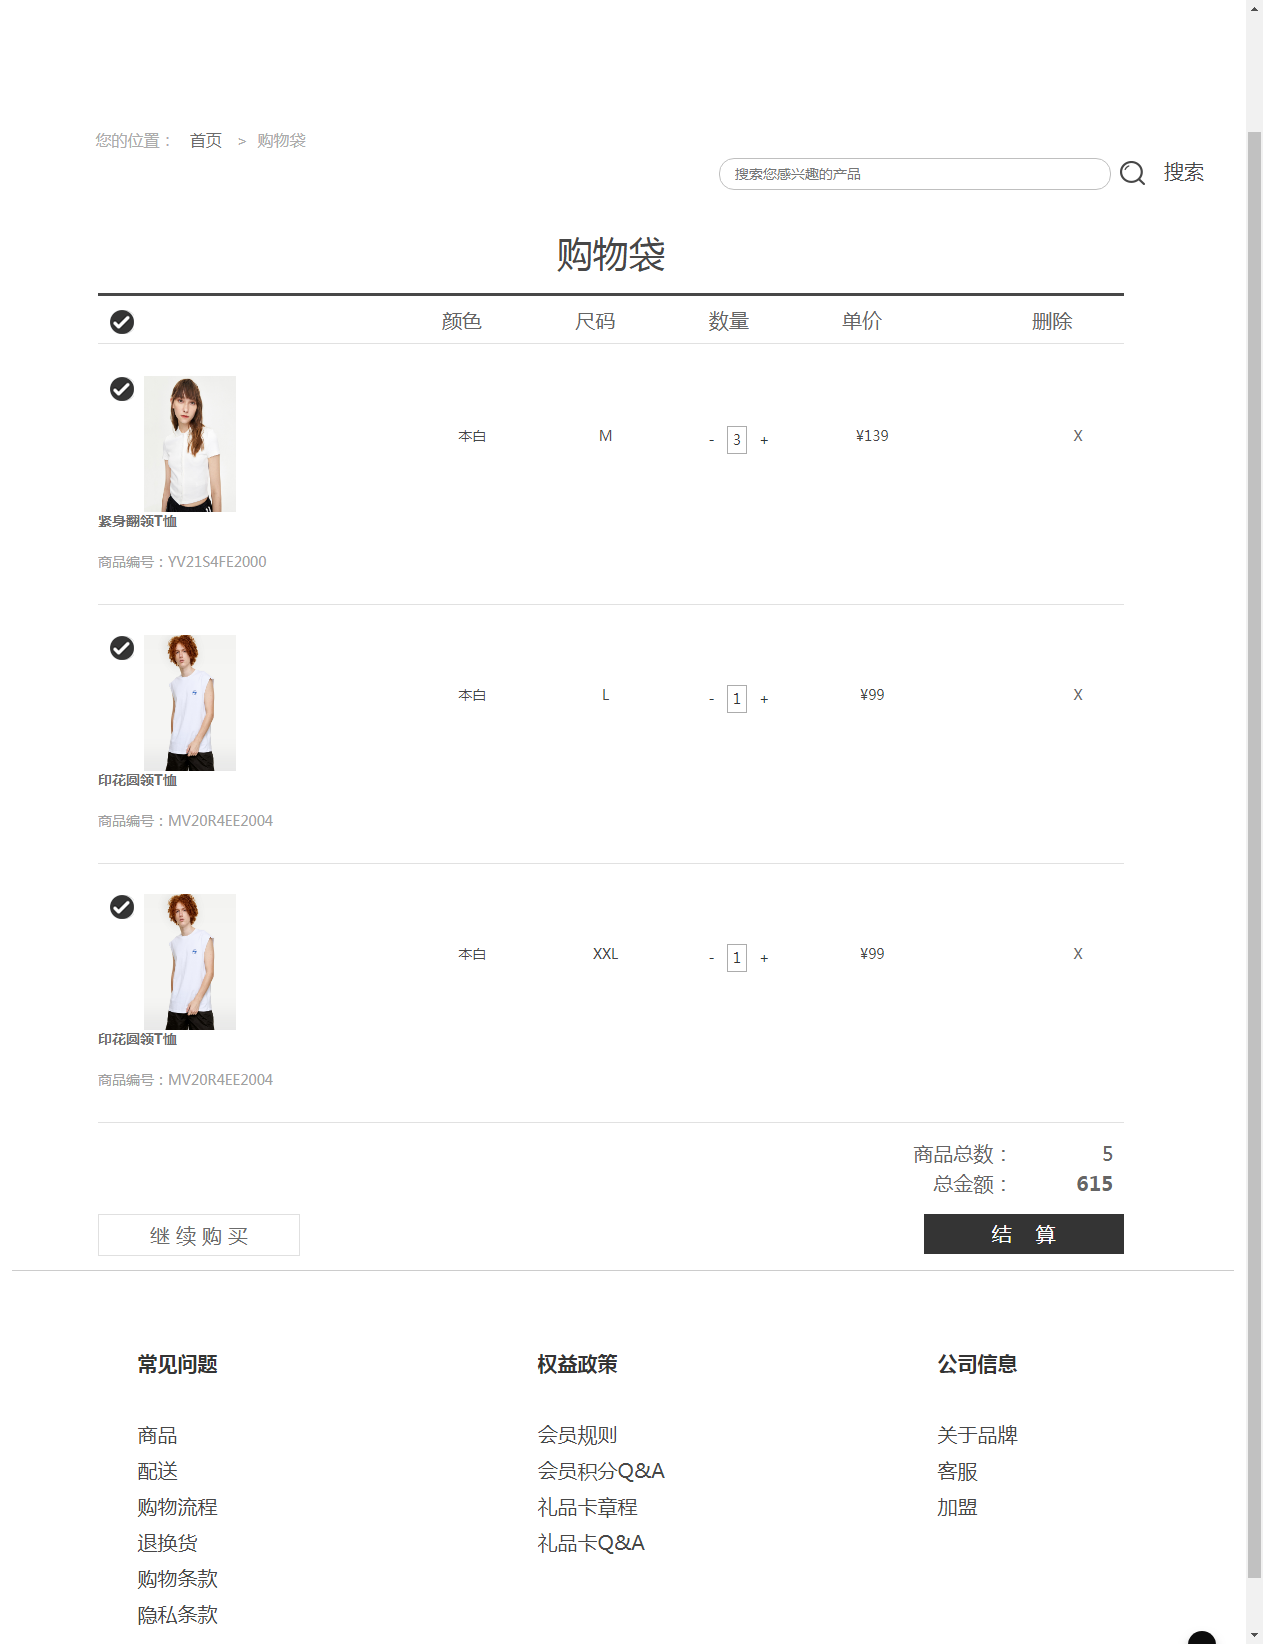 您的位置： 首页 > 购物袋
搜索您感兴趣的产品 搜索
购物袋
颜色 尺码 数量 单价 删除
本白 M - 3 + ¥139 X
紧身翻领T恤
商品编号：YV21S4FE2000
本白 L - 1 + ¥99 X
印花圆领T恤
商品编号：MV20R4EE2004
本白 XXL - 1 + ¥99 X
印花圆领T恤
商品编号：MV20R4EE2004
商品总数： 5
总金额： 615
继续购买 结 算
常见问题 权益政策 公司信息
商品 会员规则 关于品牌
配送 会员积分Q&A 客服
购物流程 礼品卡章程 加盟
退换货 礼品卡Q&A
购物条款
隐私条款